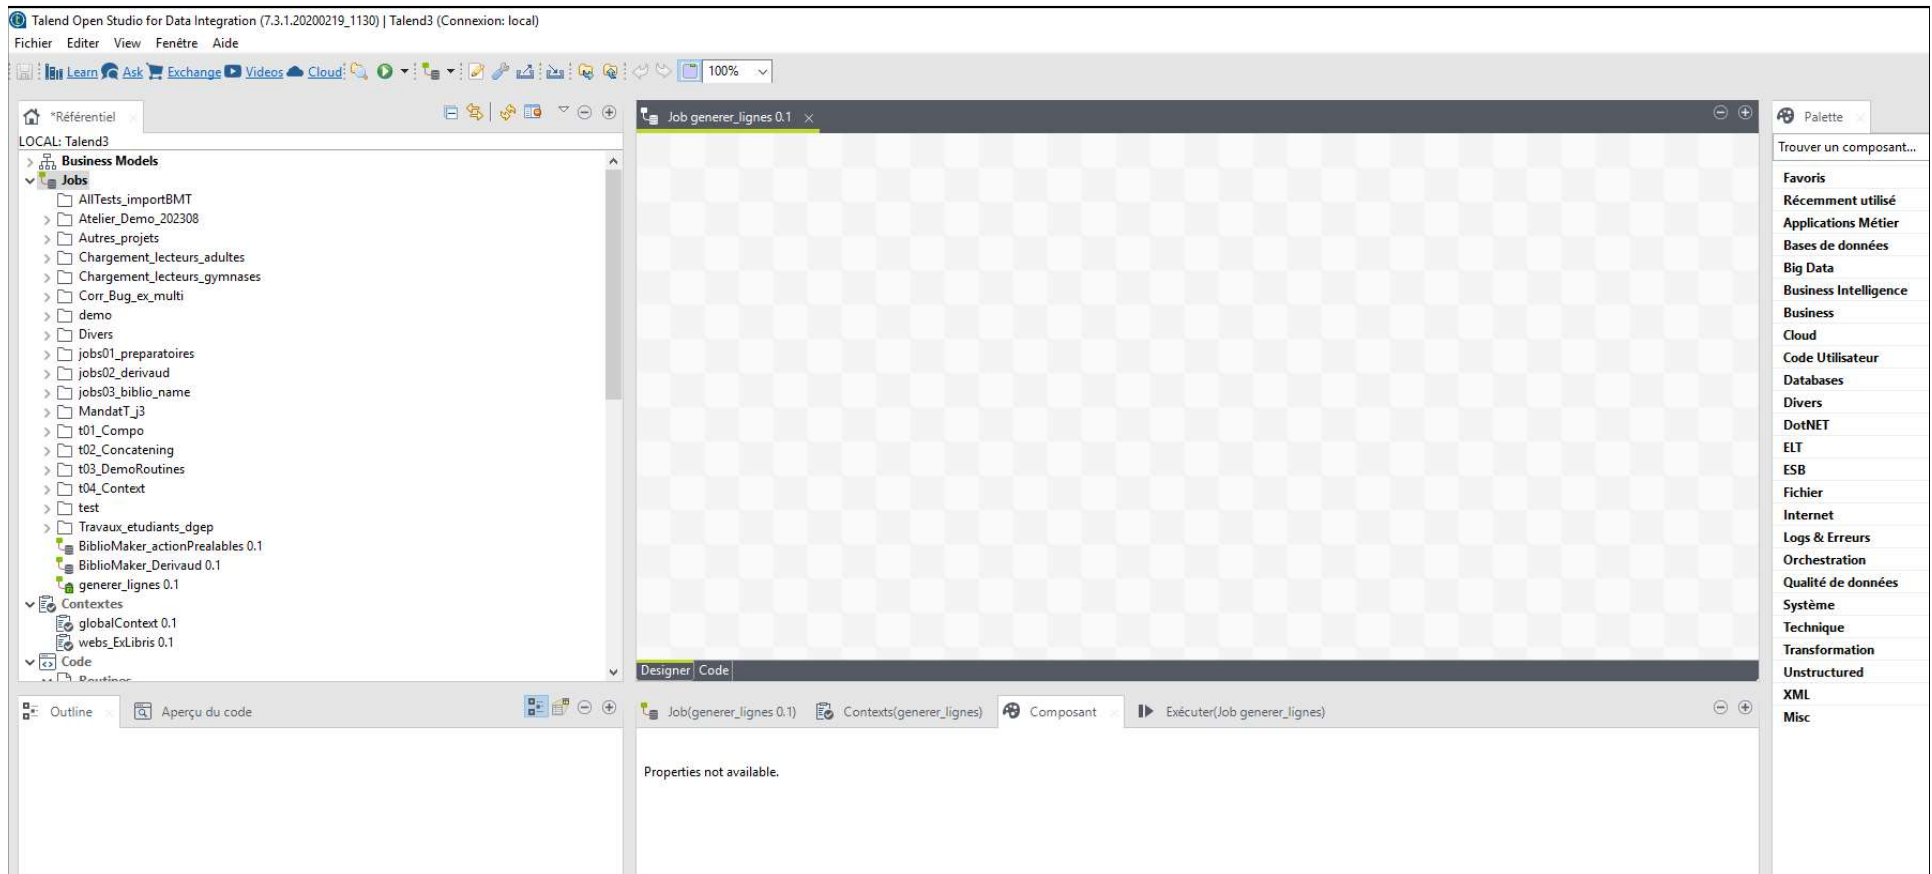 Talend Open Studio for Data Integration (7.3.1.20200219_1130) | Talend3 (Connexion: local)
Fichier Editer View Fenêtre Aide
Learn Ask Exchange Videos Cloud 100%
*Référentiel
LOCAL: Talend3
Business Models
Jobs
AllTests_importBMT
Atelier_Demo_202308
Autres_projets
Chargement_lecteurs_adultes
Chargement_lecteurs_gymnases
Corr_Bug_ex_multi
demo
Divers
jobs01_preparatoires
jobs02_derivaud
jobs03_biblio_name
MandatT_j3
t01_Compo
t02_Concatening
t03_DemoRoutines
t04_Context
test
Travaux_etudiants_dgep
BiblioMaker_actionPrealables 0.1
BiblioMaker_Derivaud 0.1
generer_lignes 0.1
Contextes
globalContext 0.1
webs_ExLibris 0.1
Code
Routines
Job generer_lignes 0.1
Designer Code
Palette
Trouver un composant...
Favoris
Récemment utilisé
Applications Métier
Bases de données
Big Data
Business Intelligence
Business
Cloud
Code Utilisateur
Databases
Divers
DotNET
ELT
ESB
Fichier
Internet
Logs & Erreurs
Orchestration
Qualité de données
Système
Technique
Transformation
Unstructured
XML
Misc
Outline Aperçu du code
Job(generer_lignes 0.1) Contexts(generer_lignes) Composant Exécuter(Job generer_lignes)
Properties not available.